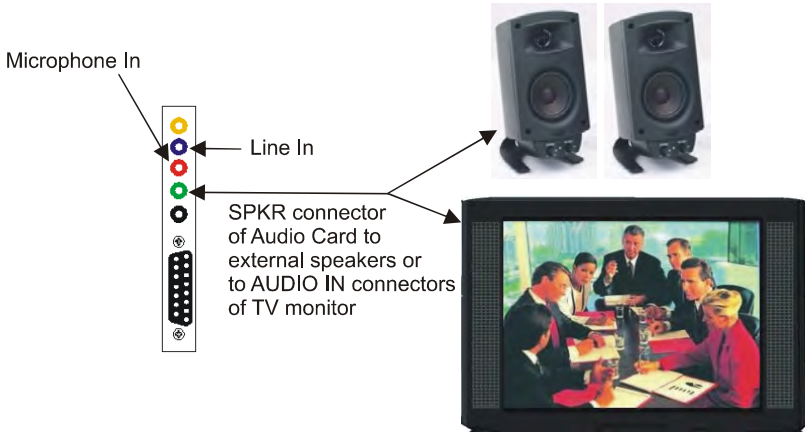 Microphone In
Line In
SPKR connector
of Audio Card to
external speakers or
to AUDIO IN connectors
of TV monitor